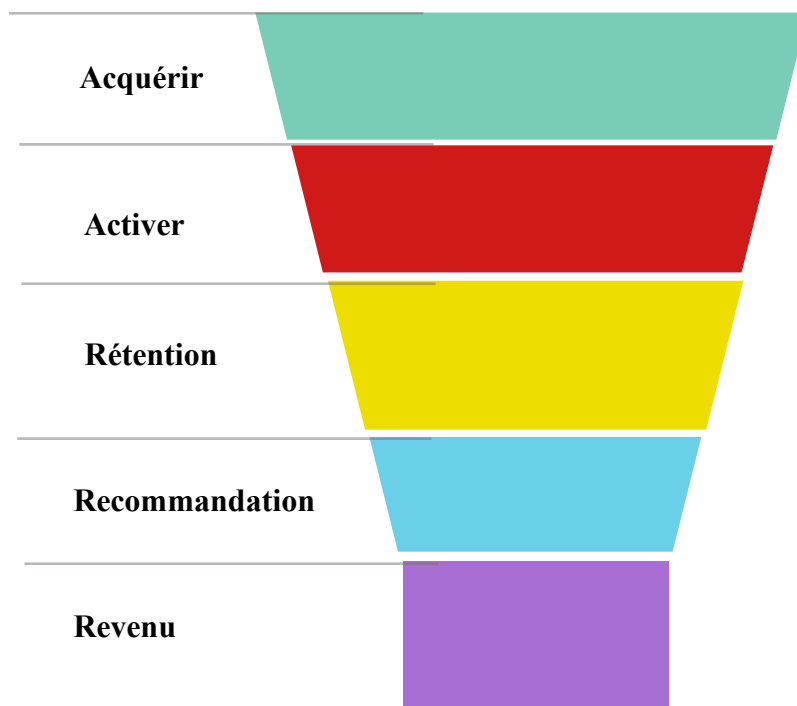 Acquérir
Activer
Rétention
Recommandation
Revenu